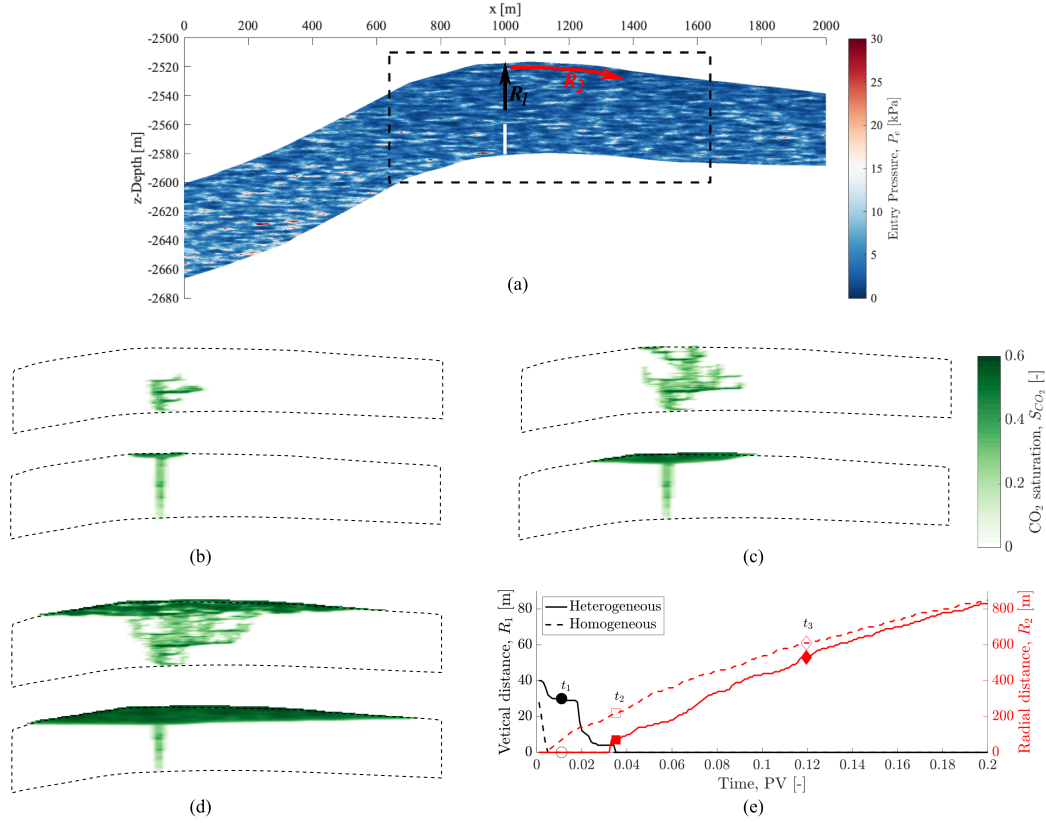 x [m]
0 200 400 600 800 1000 1200 1400 1600 1800 2000
-2500
-2520
-2540
-2560
-2580
-2600
-2620
-2640
-2660
-2680
z-Depth [m]
R1
R2
30
25
20
15
10
5
0
Entry Pressure, Pe [kPa]
(a)
(b)
(c)
0.6
0.4
0.2
0
CO2 saturation, SCO2 [-]
(d)
Heterogeneous
Homogeneous
80
60
40
20
0
Vetical distance, R1 [m]
t1
t2
t3
800
600
400
200
0
Radial distance, R2 [m]
0 0.02 0.04 0.06 0.08 0.1 0.12 0.14 0.16 0.18 0.2
Time, PV [-]
(e)